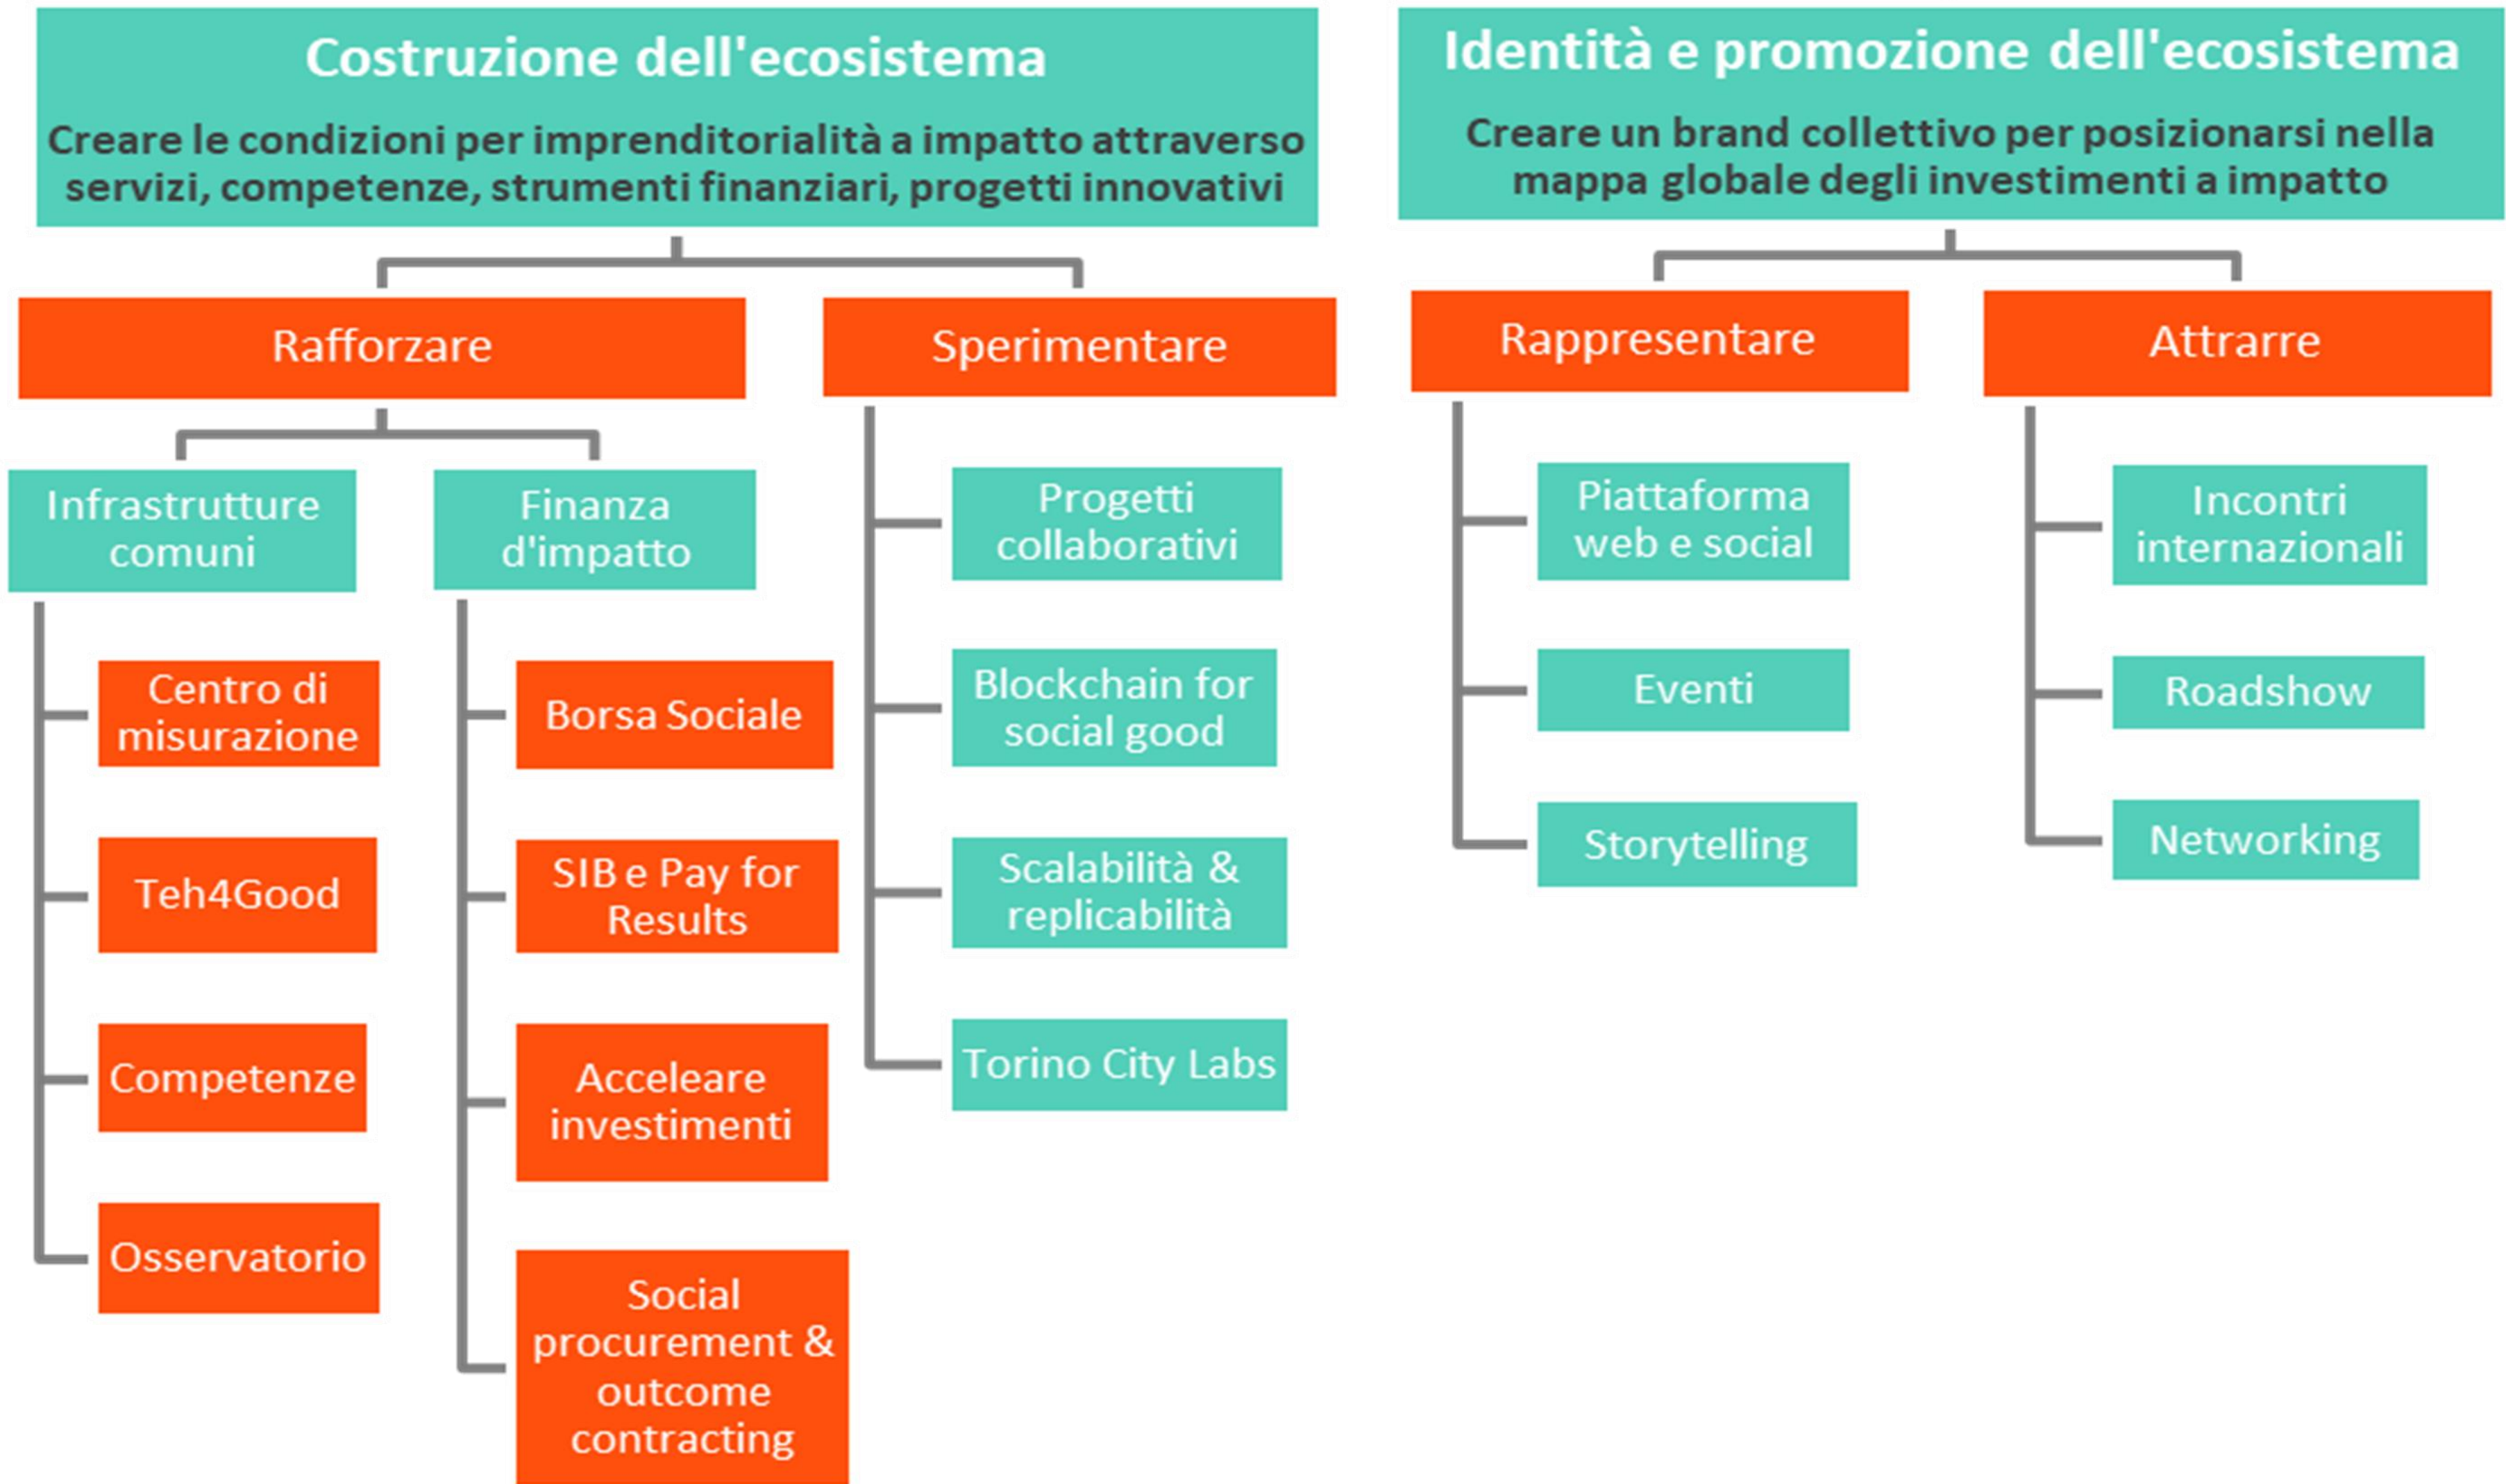 Costruzione dell'ecosistema
Creare le condizioni per imprenditorialità a impatto attraverso
servizi, competenze, strumenti finanziari, progetti innovativi
Rafforzare
Infrastrutture
comuni
Centro di
misurazione
Teh4Good
Competenze
Osservatorio
Finanza
d'impatto
Borsa Sociale
SIB e Pay for
Results
Acceleare
investimenti
Social
procurement &
outcome
contracting
Sperimentare
Progetti
collaborativi
Blockchain for
social good
Scalabilità &
replicabilità
Torino City Labs
Identità e promozione dell'ecosistema
Creare un brand collettivo per posizionarsi nella
mappa globale degli investimenti a impatto
Rappresentare
Piattaforma
web e social
Eventi
Storytelling
Attrarre
Incontri
internazionali
Roadshow
Networking